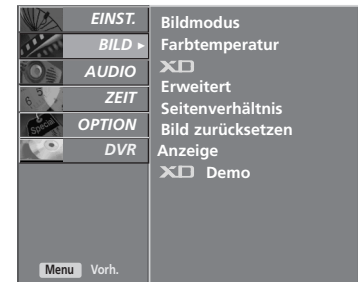 EINST.
BILD ▸
AUDIO
ZEIT
OPTION
DVR
Menu Vorh.
Bildmodus
Farbtemperatur
XD
Erweitert
Seitenverhältnis
Bild zurücksetzen
Anzeige
XD Demo